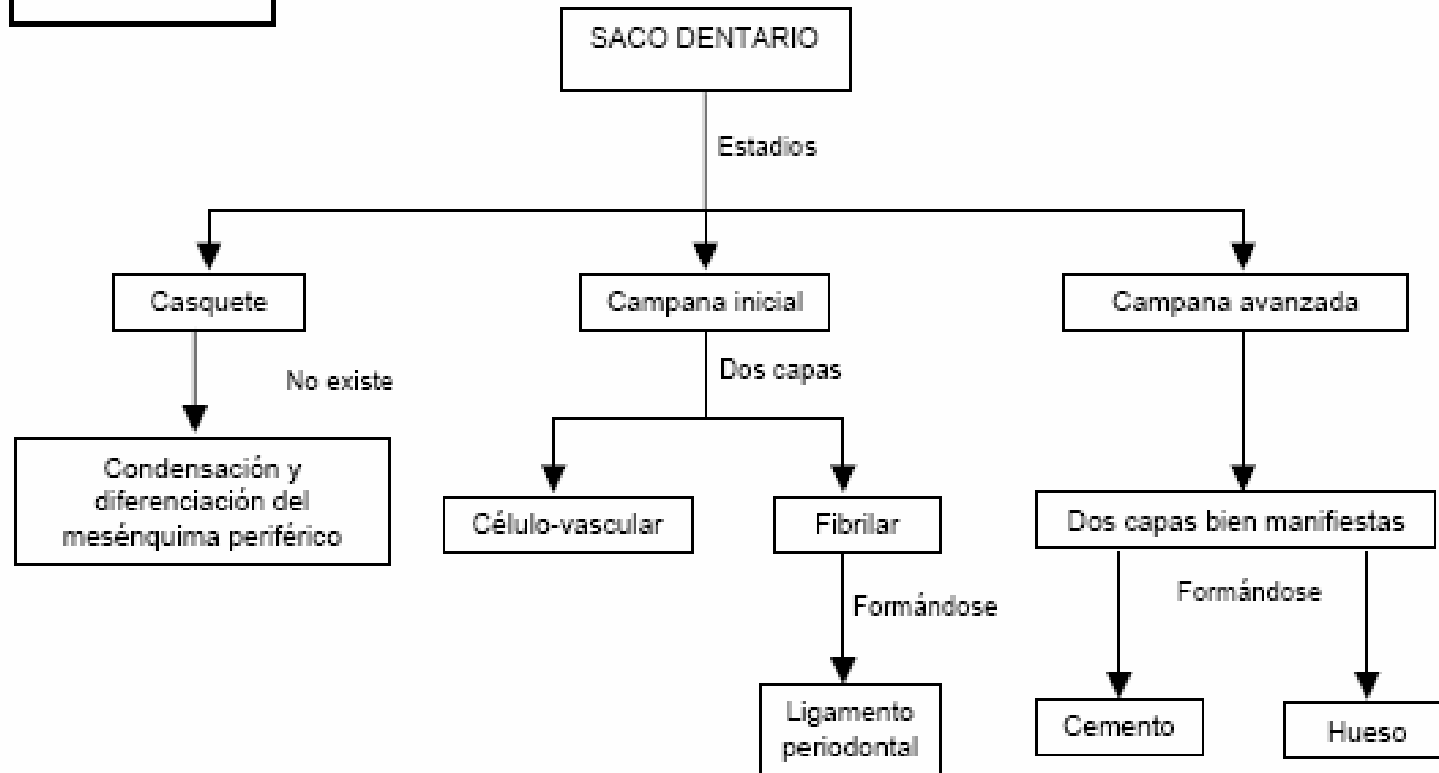 SACO DENTARIO
Estadios
Casquete
Campana inicial
Campana avanzada
No existe
Dos capas
Condensación y
diferenciación del
mesénquima periférico
Célulo-vascular
Fibrilar
Dos capas bien manifiestas
Formándose
Formándose
Ligamento
periodontal
Cemento
Hueso